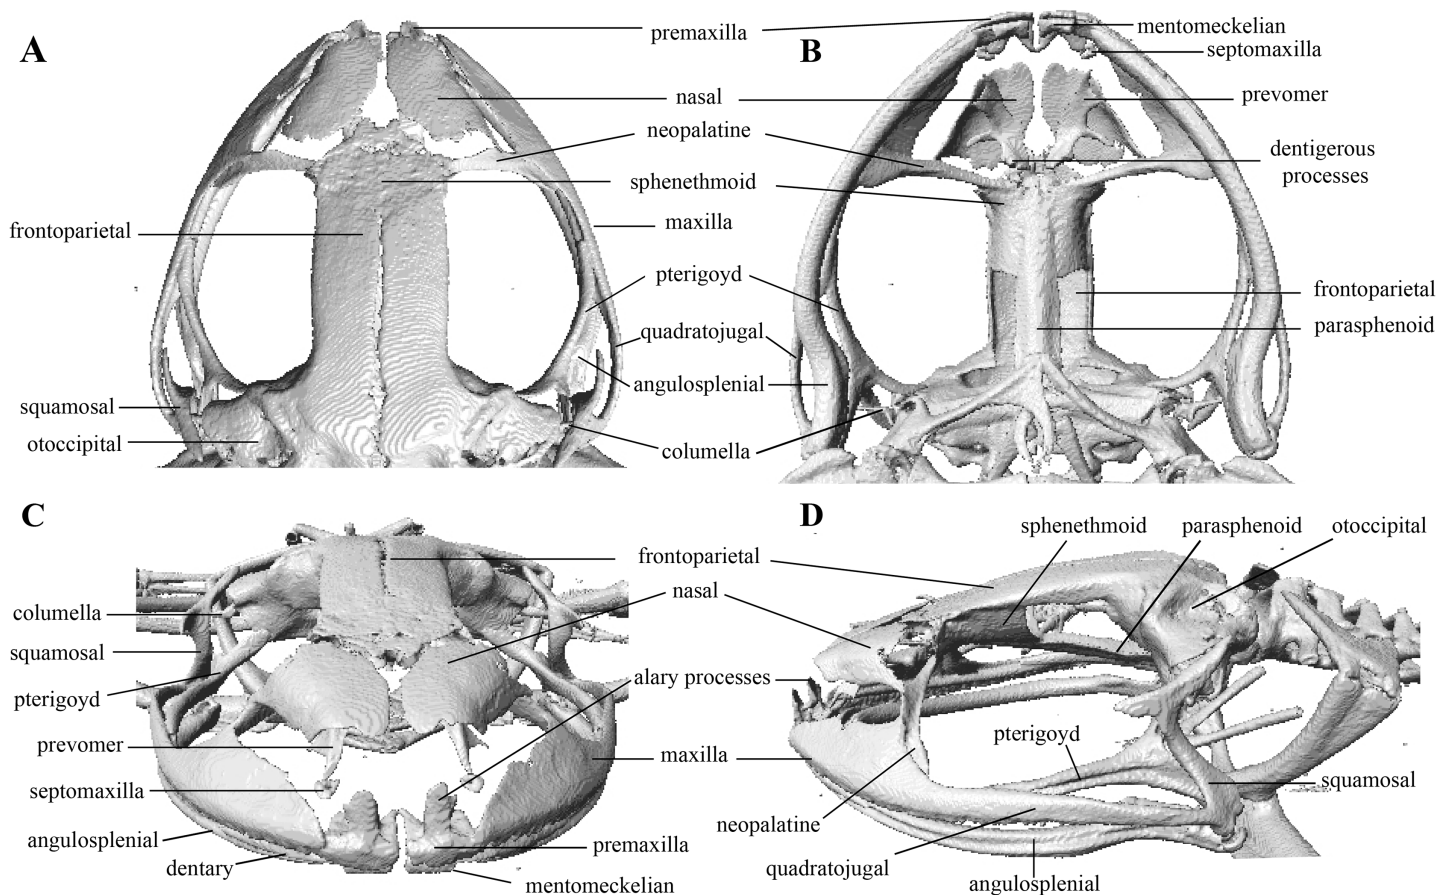 A
premaxilla
B
mentomeckelian
septomaxilla
nasal
prevomer
neopalatine
dentigerous
processes
sphenethmoid
frontoparietal
maxilla
pterigoyd
frontoparietal
parasphenoid
quadratojugal
angulosplenial
squamosal
otoccipital
columella
C
D
sphenethmoid
parasphenoid
otoccipital
frontoparietal
nasal
columella
squamosal
pterigoyd
alary processes
prevomer
pterigoyd
maxilla
squamosal
septomaxilla
neopalatine
angulosplenial
premaxilla
dentary
quadratojugal
mentomeckelian
angulosplenial